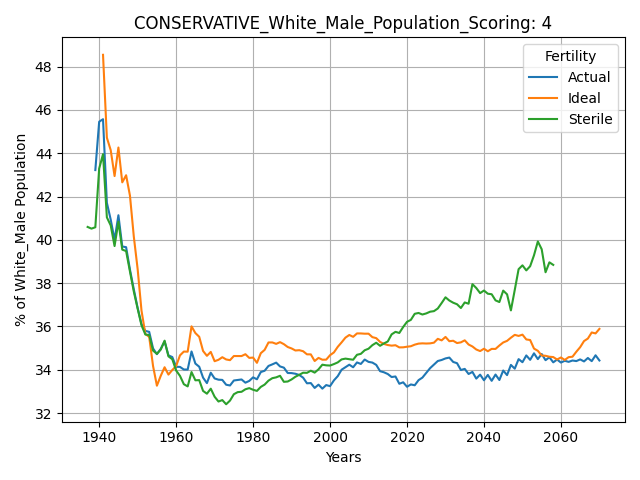 CONSERVATIVE_White_Male_Population_Scoring: 4
% of White_Male Population
48
46
44
42
40
38
36
34
32
Fertility
Actual
Ideal
Sterile
1940
1960
1980
2000
2020
2040
2060
Years